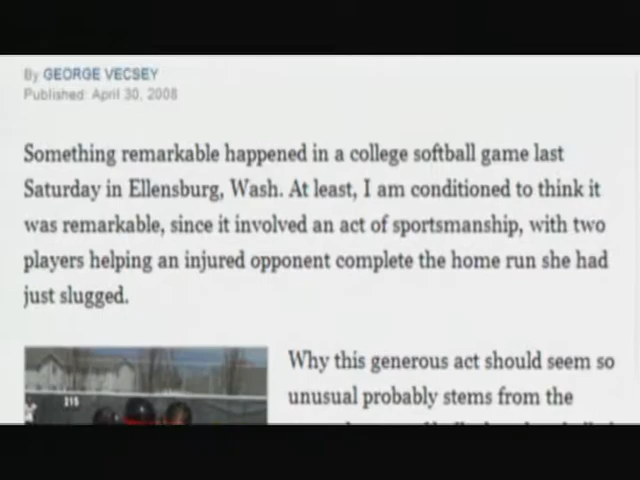 By GEORGE VECSEY
Published: April 30, 2008
Something remarkable happened in a college softball game last
Saturday in Ellensburg, Wash. At least, I am conditioned to think it
was remarkable, since it involved an act of sportsmanship, with two
players helping an injured opponent complete the home run she had
just slugged.
Why this generous act should seem so
unusual probably stems from the
315